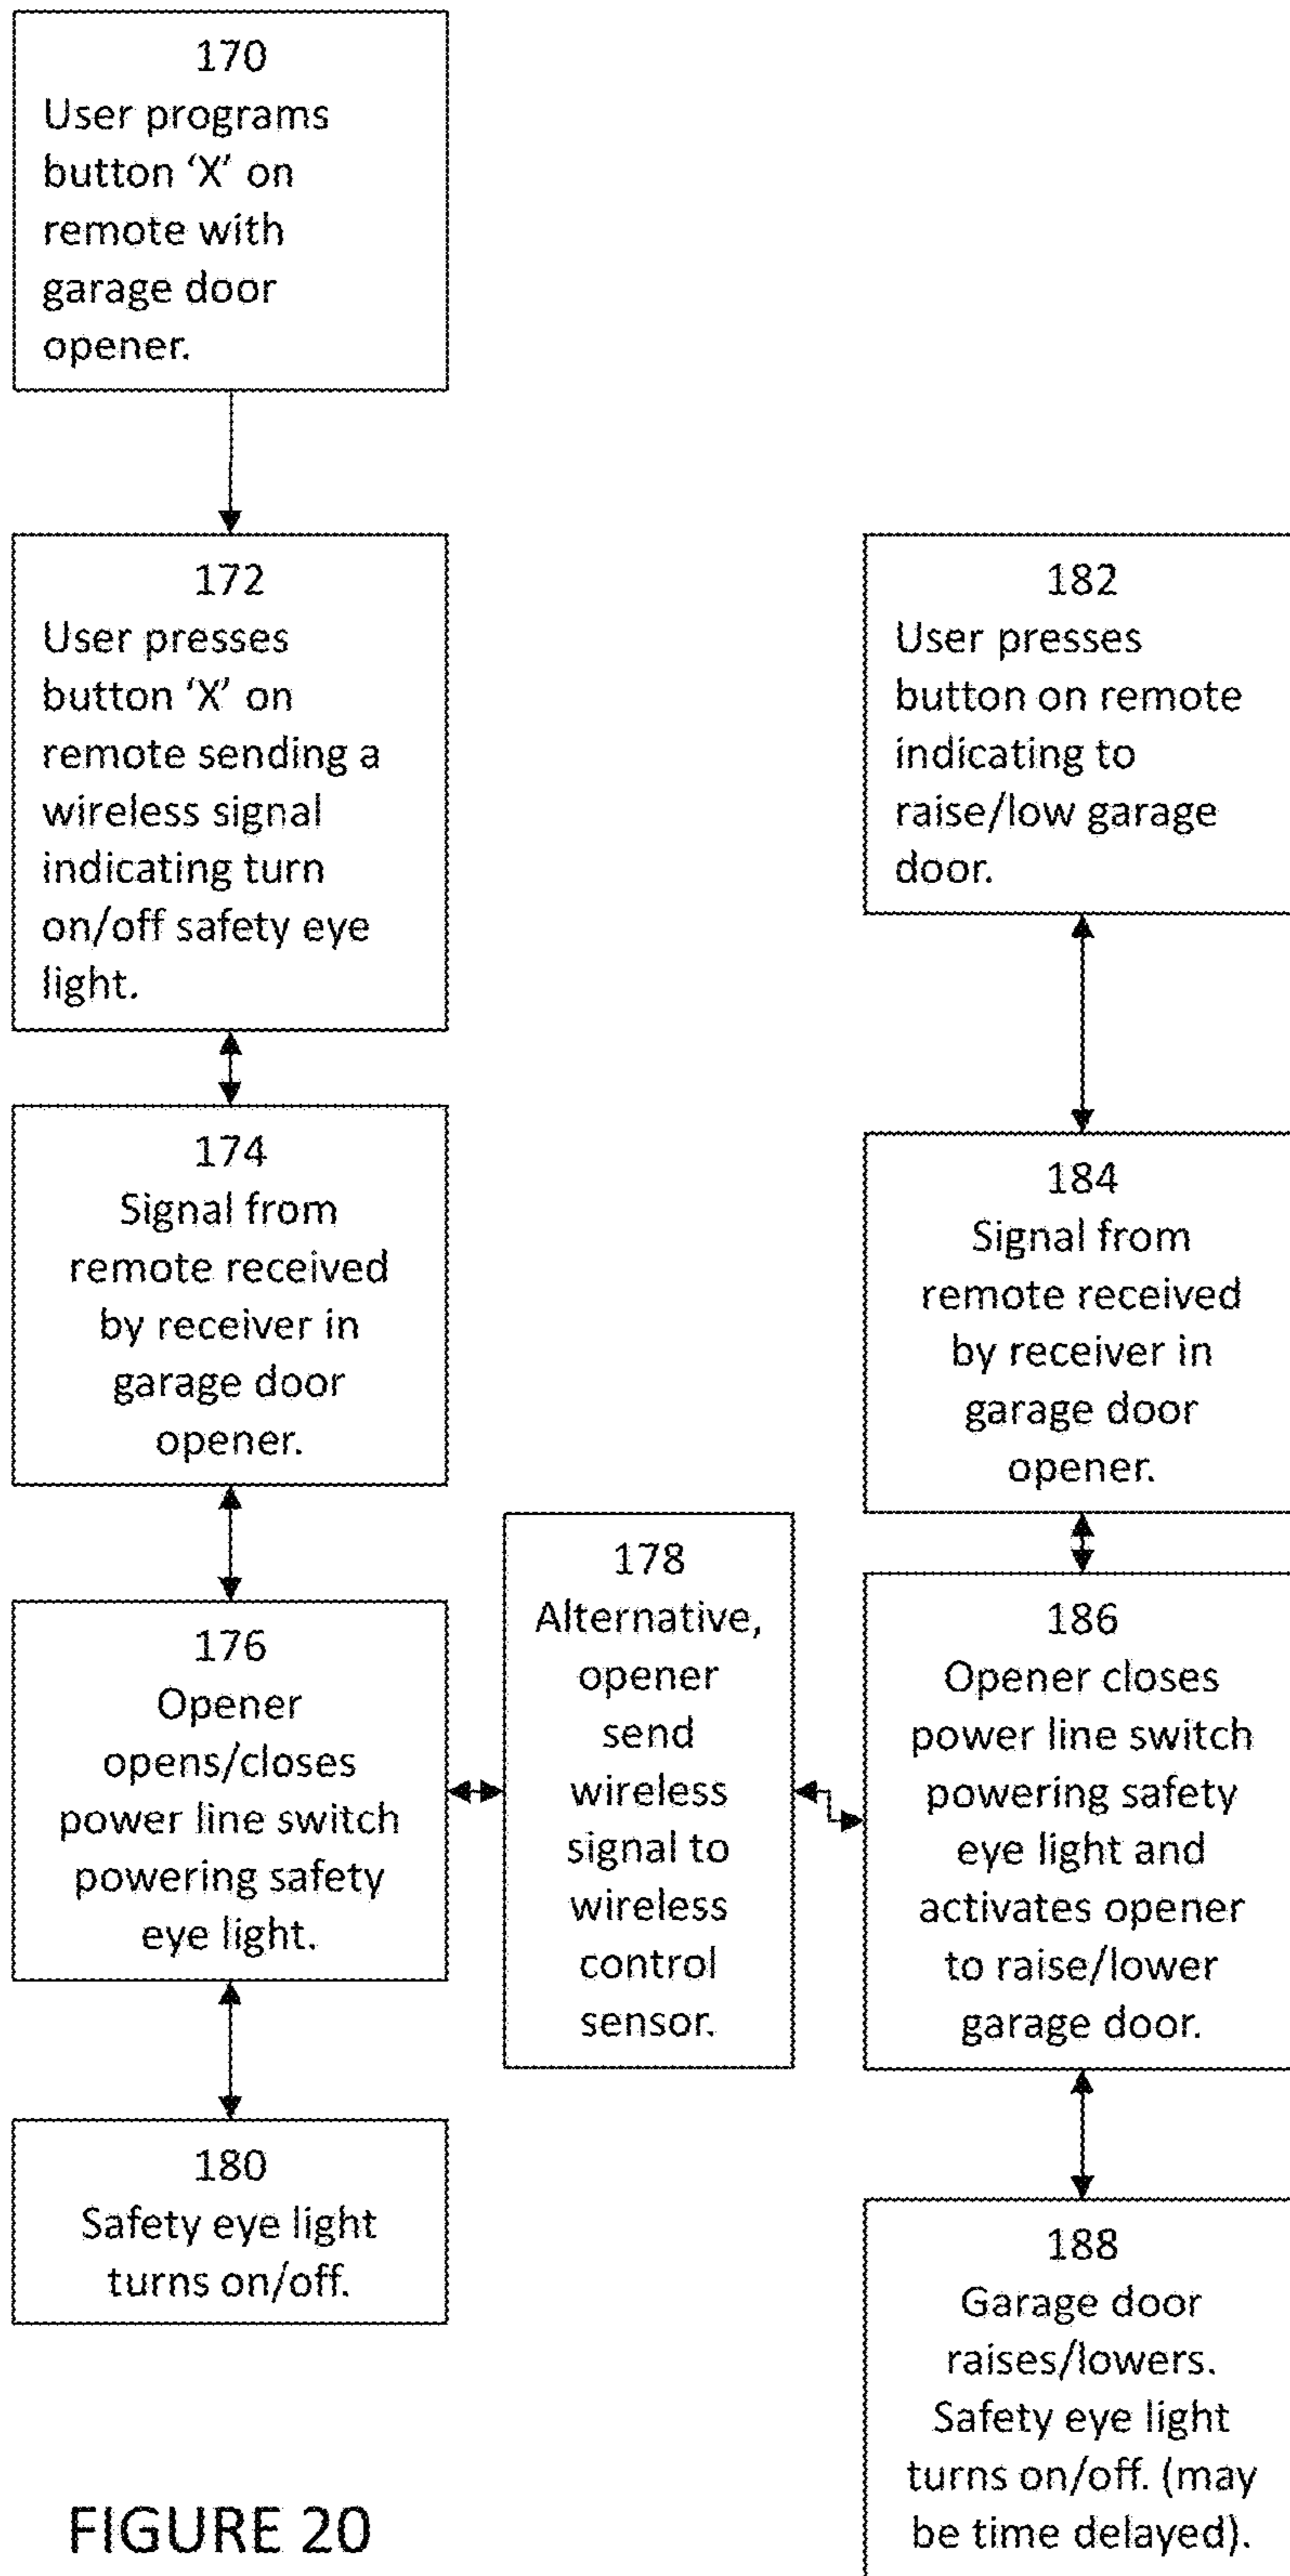 170
User programs
button ‘X’ on
remote with
garage door
opener.
172
User presses
button ‘X’ on
remote sending a
wireless signal
indicating turn
on/off safety eye
light.
174
Signal from
remote received
by receiver in
garage door
opener.
176
Opener
opens/closes
power line switch
powering safety
eye light.
178
Alternative,
opener
send
wireless
signal to
wireless
control
sensor.
180
Safety eye light
turns on/off.
182
User presses
button on remote
indicating to
raise/low garage
door.
184
Signal from
remote received
by receiver in
garage door
opener.
186
Opener closes
power line switch
powering safety
eye light and
activates opener
to raise/lower
garage door.
188
Garage door
raises/lowers.
Safety eye light
turns on/off. (may
be time delayed).
FIGURE 20